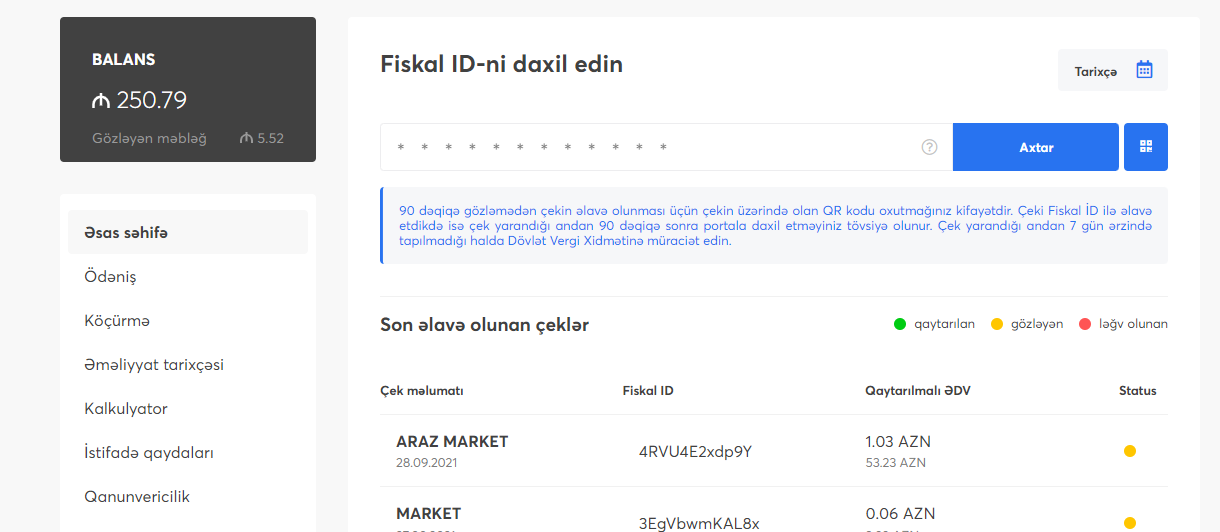 BALANS
₼ 250.79
Gözləyən məbləğ ₼ 5.52
Əsas səhifə
Ödəniş
Köçürmə
Əməliyyat tarixçəsi
Kalkulyator
İstifadə qaydaları
Qanunvericilik
Fiskal ID-ni daxil edin
Tarixçə
* * * * * * * * * * * *
?
Axtar
90 dəqiqə gözləmədən çekin əlavə olunması üçün çekin üzərində olan QR kodu oxutmağınız kifayətdir. Çeki Fiskal İD ilə əlavə
etdikdə isə çek yarandığı andan 90 dəqiqə sonra portala daxil etməyiniz tövsiyə olunur. Çek yarandığı andan 7 gün ərzində
tapılmadığı halda Dövlət Vergi Xidmətinə müraciət edin.
Son əlavə olunan çeklər
qaytarılan gözləyən ləğv olunan
Çek məlumatı Fiskal ID Qaytarılmalı ƏDV Status
ARAZ MARKET 4RVU4E2xdp9Y 1.03 AZN
28.09.2021 53.23 AZN
MARKET 3EgVbwmKAL8x 0.06 AZN